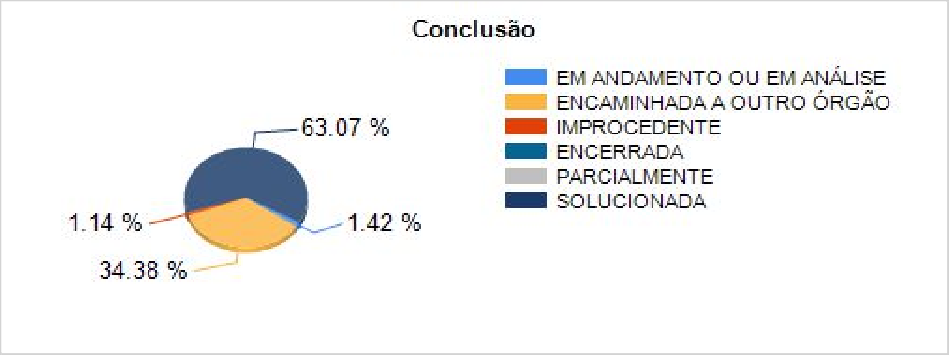 Conclusão
EM ANDAMENTO OU EM ANÁLISE
ENCAMINHADA A OUTRO ÓRGÃO
IMPROCEDENTE
ENCERRADA
PARCIALMENTE
SOLUCIONADA
63.07 %
1.14 %
1.42 %
34.38 %